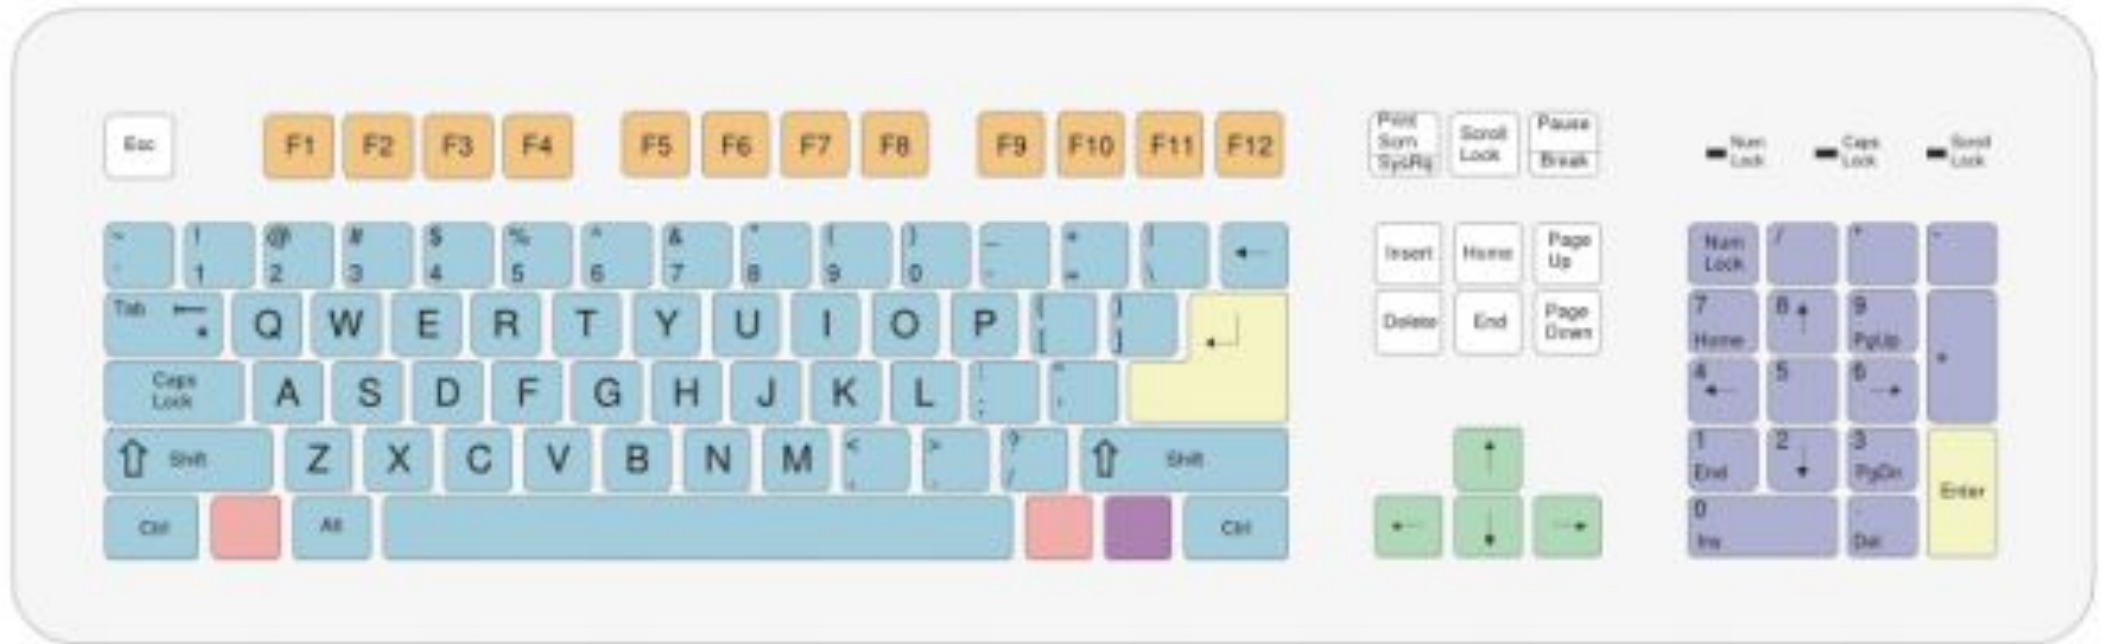 Esc F1 F2 F3 F4 F5 F6 F7 F8 F9 F10 F11 F12
Print
Scrn
SysRq
Scroll
Lock
Pause
Break
Num
Lock
Caps
Lock
Scroll
Lock
~ ! @ # $ % ^ & * ( ) _ + |
` 1 2 3 4 5 6 7 8 9 0 - = \ ←
Insert Home Page
Up
Num
Lock
/ * -
Tab Q W E R T Y U I O P { }
[ ]
Delete End Page
Down
7 8 ↑ 9
Home PgUp
+
Caps
Lock
A S D F G H J K L : "
; '
4 5 6
← →
⇧ Shift Z X C V B N M < > ?
, . /
⇧ Shift
↑
1 2 3
End ↓ PgDn
Enter
Ctrl Alt Ctrl
← ↓ →
0 .
Ins Del